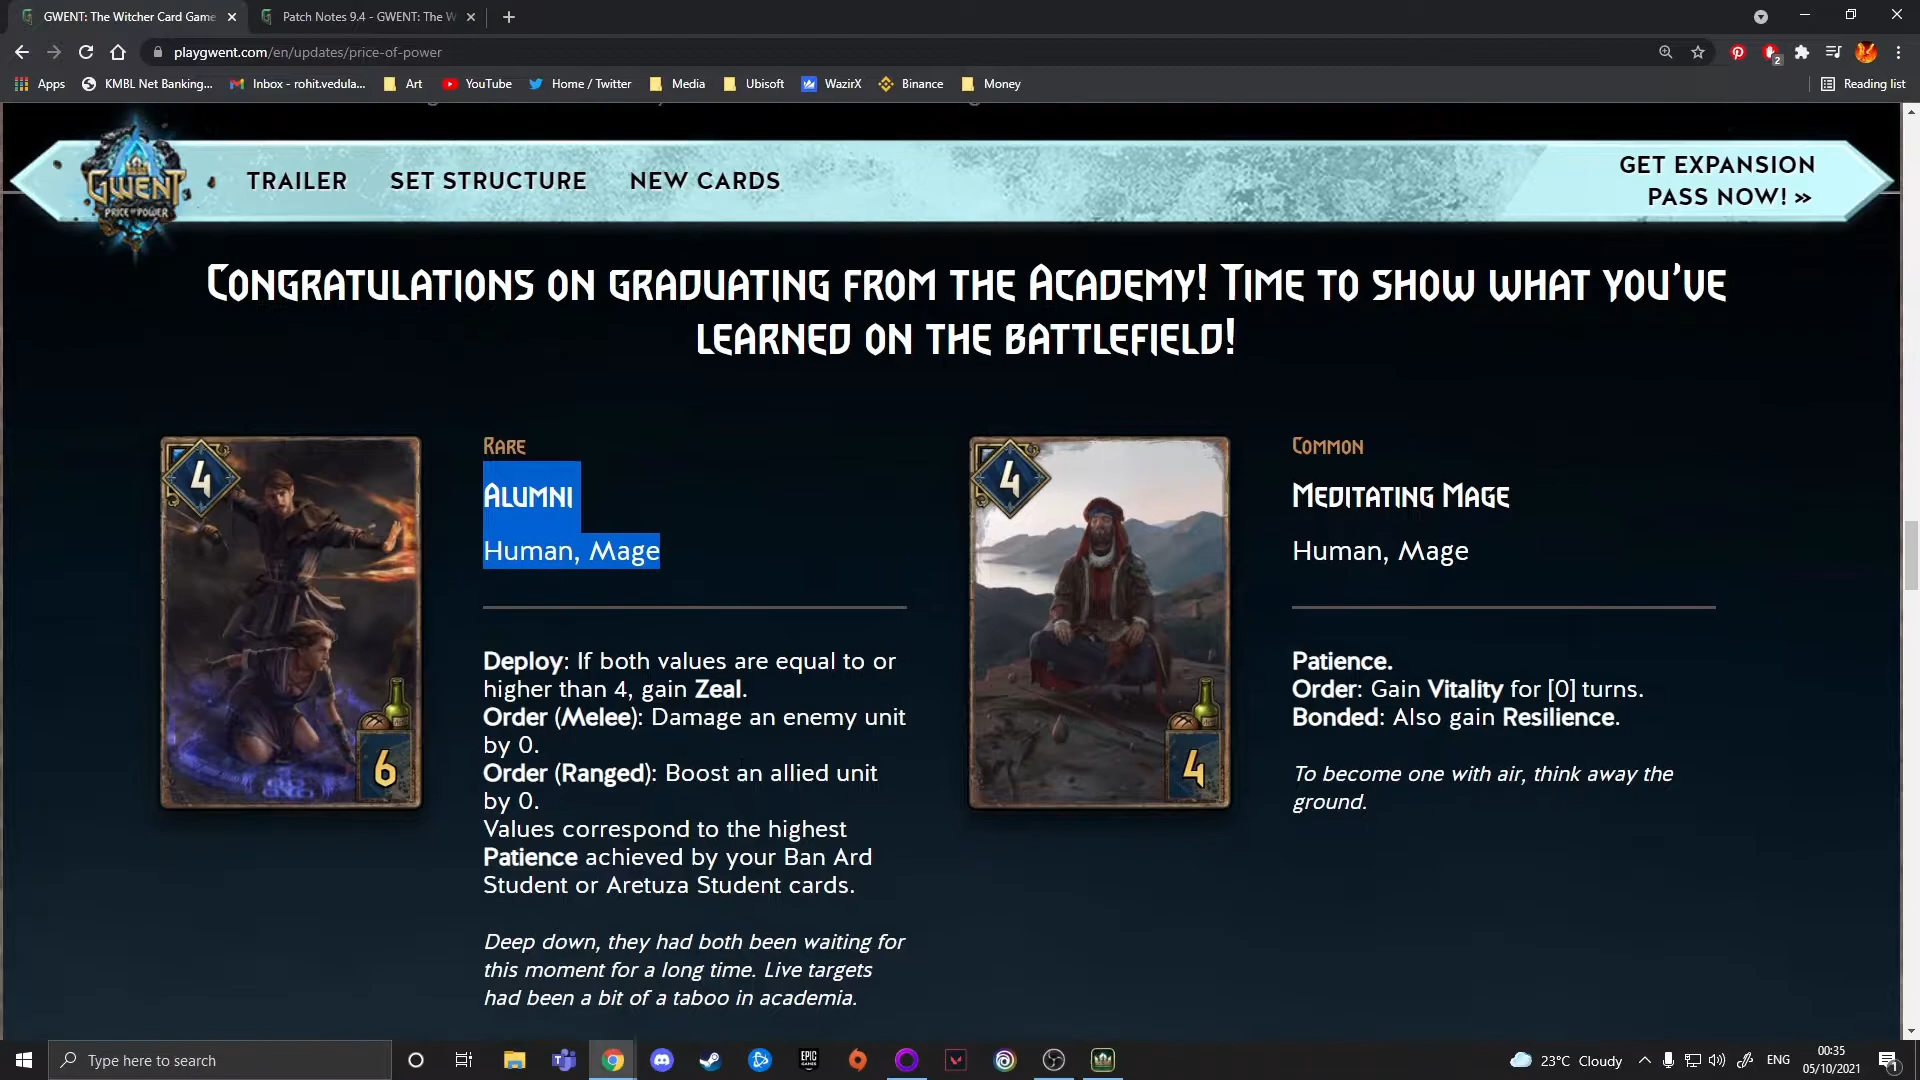 GWENT: The Witcher Card Game
Patch Notes 9.4 - GWENT: The W
playgwent.com/en/updates/price-of-power
2
Apps
KMBL Net Banking...
Inbox - rohit.vedula...
Art
YouTube
Home / Twitter
Media
Ubisoft
WazirX
Binance
Money
Reading list
GWENT
PRICE OF POWER
TRAILER
SET STRUCTURE
NEW CARDS
GET EXPANSION
PASS NOW! »
Congratulations on graduating from the Academy! Time to show what you've
learned on the battlefield!
4
6
Rare
Alumni
Human, Mage
Deploy: If both values are equal to or
higher than 4, gain Zeal.
Order (Melee): Damage an enemy unit
by 0.
Order (Ranged): Boost an allied unit
by 0.
Values correspond to the highest
Patience achieved by your Ban Ard
Student or Aretuza Student cards.
Deep down, they had both been waiting for
this moment for a long time. Live targets
had been a bit of a taboo in academia.
4
4
Common
Meditating Mage
Human, Mage
Patience.
Order: Gain Vitality for [0] turns.
Bonded: Also gain Resilience.
To become one with air, think away the
ground.
Type here to search
EPIC
GAMES
23°C Cloudy
ENG
00:35
05/10/2021
1